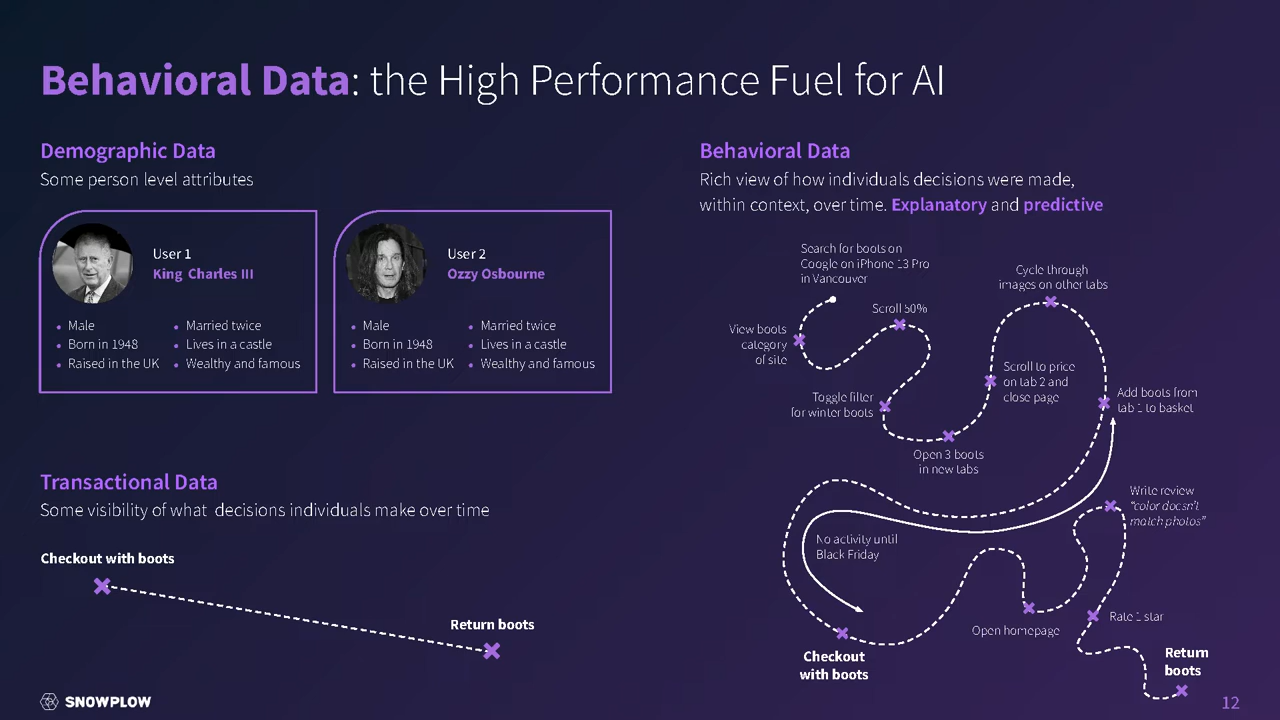 Behavioral Data: the High Performance Fuel for AI
Demographic Data
Some person level attributes
User 1
King Charles III
• Male
• Born in 1948
• Raised in the UK
• Married twice
• Lives in a castle
• Wealthy and famous
User 2
Ozzy Osbourne
• Male
• Born in 1948
• Raised in the UK
• Married twice
• Lives in a castle
• Wealthy and famous
Transactional Data
Some visibility of what decisions individuals make over time
Checkout with boots
Return boots
Behavioral Data
Rich view of how individuals decisions were made,
within context, over time. Explanatory and predictive
Search for boots on
Google on iPhone 13 Pro
in Vancouver
View boots
category
of site
Scroll 50%
Toggle filter
for winter boots
Open 3 boots
in new tabs
Scroll to price
on tab 2 and
close page
Cycle through
images on other tabs
Add boots from
tab 1 to basket
No activity until
Black Friday
Checkout
with boots
Open homepage
Write review
"color doesn't
match photos"
Rate 1 star
Return
boots
SNOWPLOW
12